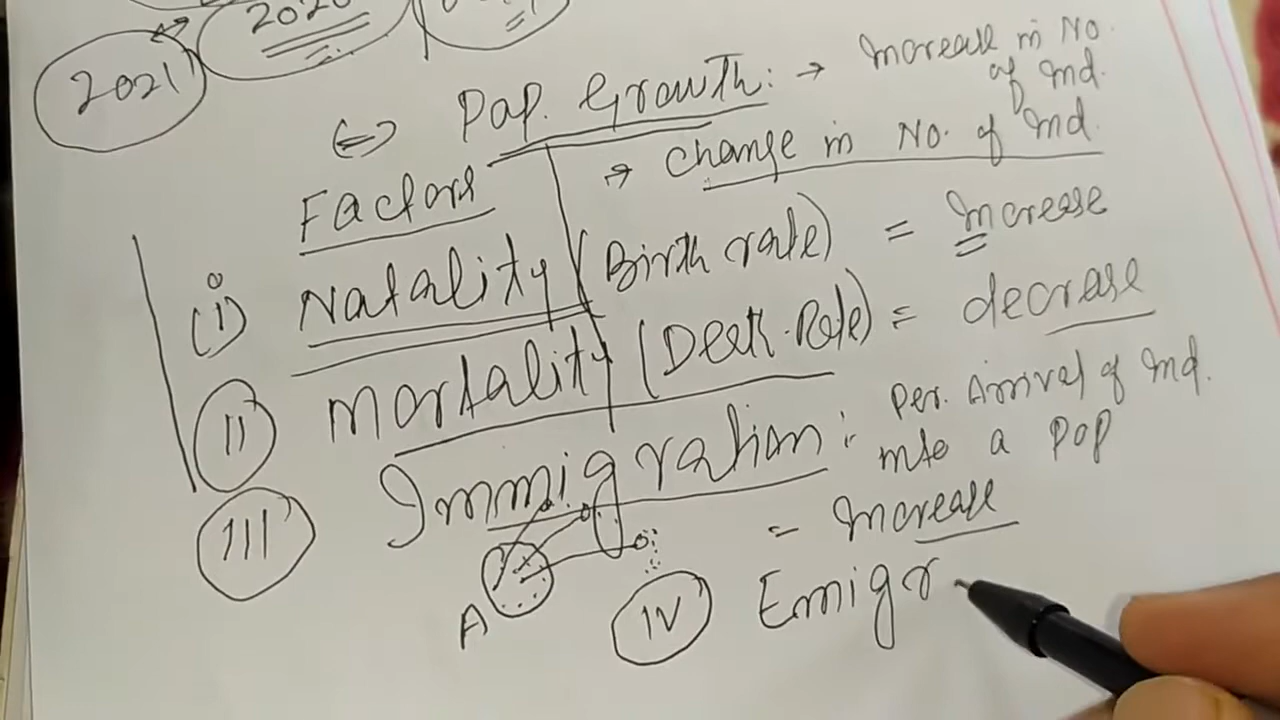 2020
2021
Pop. Growth: → Increase in No. of Ind.
→ Change in No. of Ind.
Factors
(i) Natality (Birth rate) = Increase
II Mortality (Death Rate) = decrase
III Immigration: Per. Arrival of Ind.
into a Pop
= Increase
A
IV Emigr